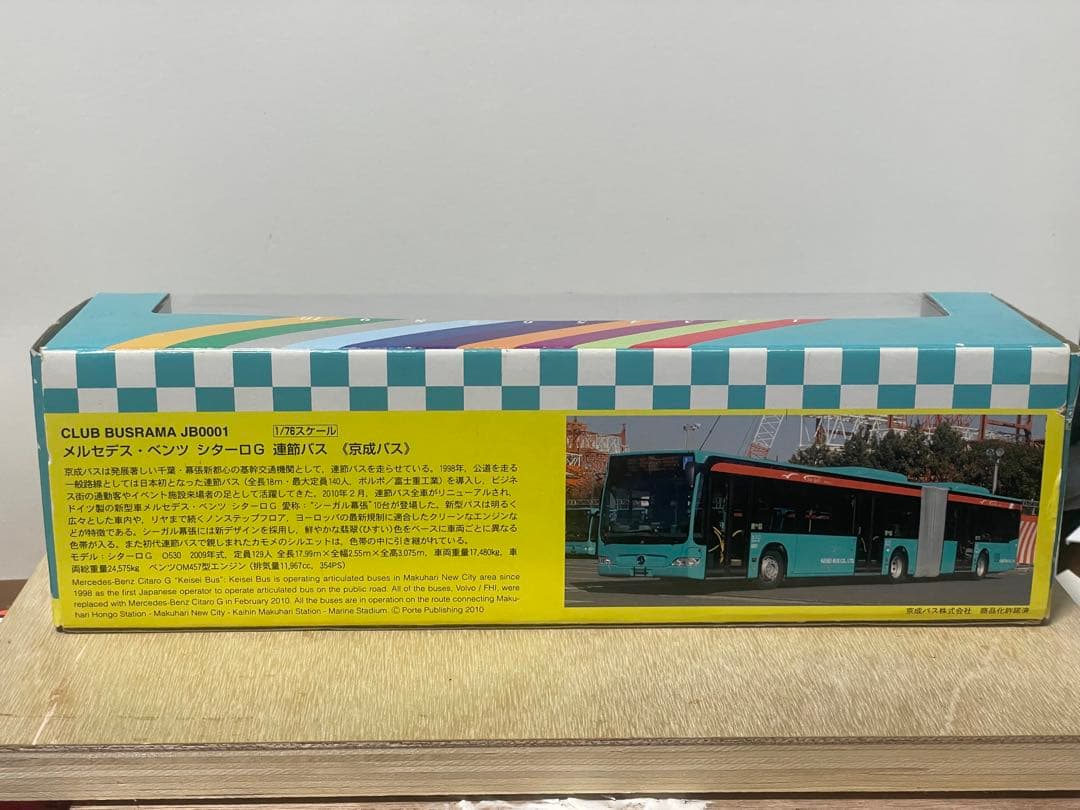 CLUB BUSRAMA JB0001 1/76スケール
メルセデス・ベンツ シターロG 連節バス 《京成バス》
京成バスは発展著しい千葉・幕張新都心の基幹交通機関として、連節バスを走らせている。1998年、公道を走る
一般路線としては日本初となった連節バス（全長18m・最大定員140人、ボルボ／富士重工業）を導入し、ビジネ
ス街の通勤客やイベント施設来場者の足として活躍してきた。2010年2月、連節バス全車がリニューアルされ、
ドイツ製の新型車メルセデス・ベンツ シターロG 愛称："シーガル幕張"10台が登場した。新型バスは明るく
広々とした車内や、リヤまで続くノンステップフロア、ヨーロッパの最新規制に適合したクリーンなエンジンな
どが特徴である。シーガル幕張には新デザインを採用し、鮮やかな翡翠（ひすい）色をベースに車両ごとに異なる
色帯が入る。また初代連節バスで親しまれたカモメのシルエットは、色帯の中に引き継がれている。
モデル：シターロG O530 2009年式、定員129人 全長17.99m×全幅2.55m×全高3.075m、車両重量17,480kg、車
両総重量24,575kg ベンツOM457型エンジン（排気量11,967cc、354PS）
Mercedes-Benz Citaro G "Keisei Bus": Keisei Bus is operating articulated buses in Makuhari New City area since
1998 as the first Japanese operator to operate articulated bus on the public road. All of the buses, Volvo / FHI, were
replaced with Mercedes-Benz Citaro G in February 2010. All the buses are in operation on the route connecting Maku-
hari Hongo Station - Makuhari New City - Kaihin Makuhari Station - Marine Stadium. Ⓒ Porte Publishing 2010
KEISEI BUS CO., LTD.
京成バス株式会社 商品化許諾済